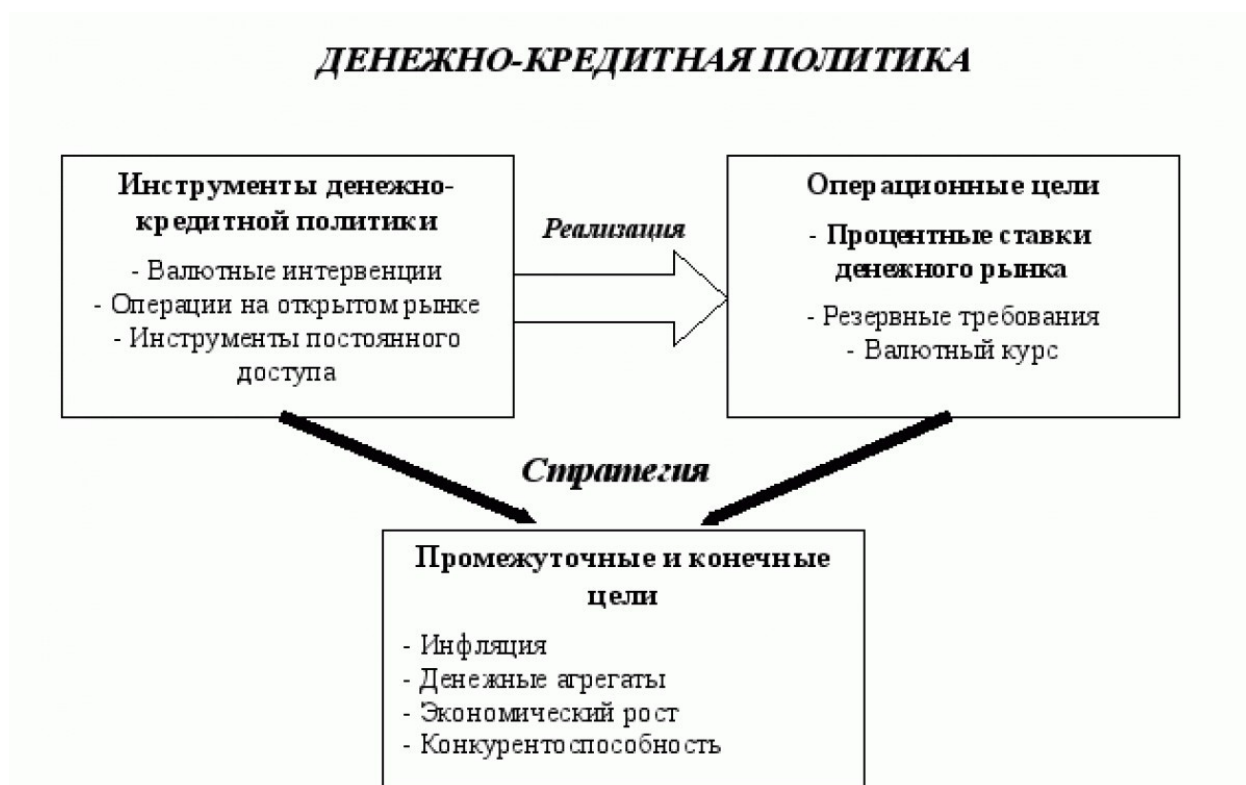 ДЕНЕЖНО-КРЕДИТНАЯ ПОЛИТИКА
Инструменты денежно-
кредитной политики
- Валютные интервенции
- Операции на открытом рынке
- Инструменты постоянного
доступа
Реализация
Операционные цели
- Процентные ставки
денежного рынка
- Резервные требования
- Валютный курс
Стратегия
Промежуточные и конечные
цели
- Инфляция
- Денежные агрегаты
- Экономический рост
- Конкурентоспособность